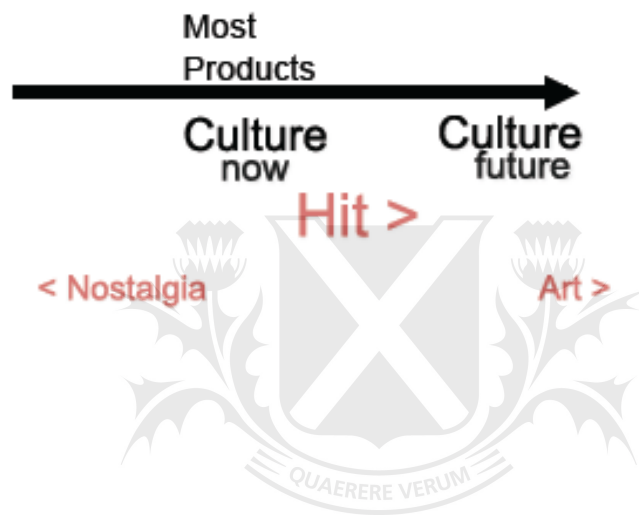 Most
Products
Culture
now
Culture
future
Hit >
< Nostalgia
Art >
QUAERERE VERUM